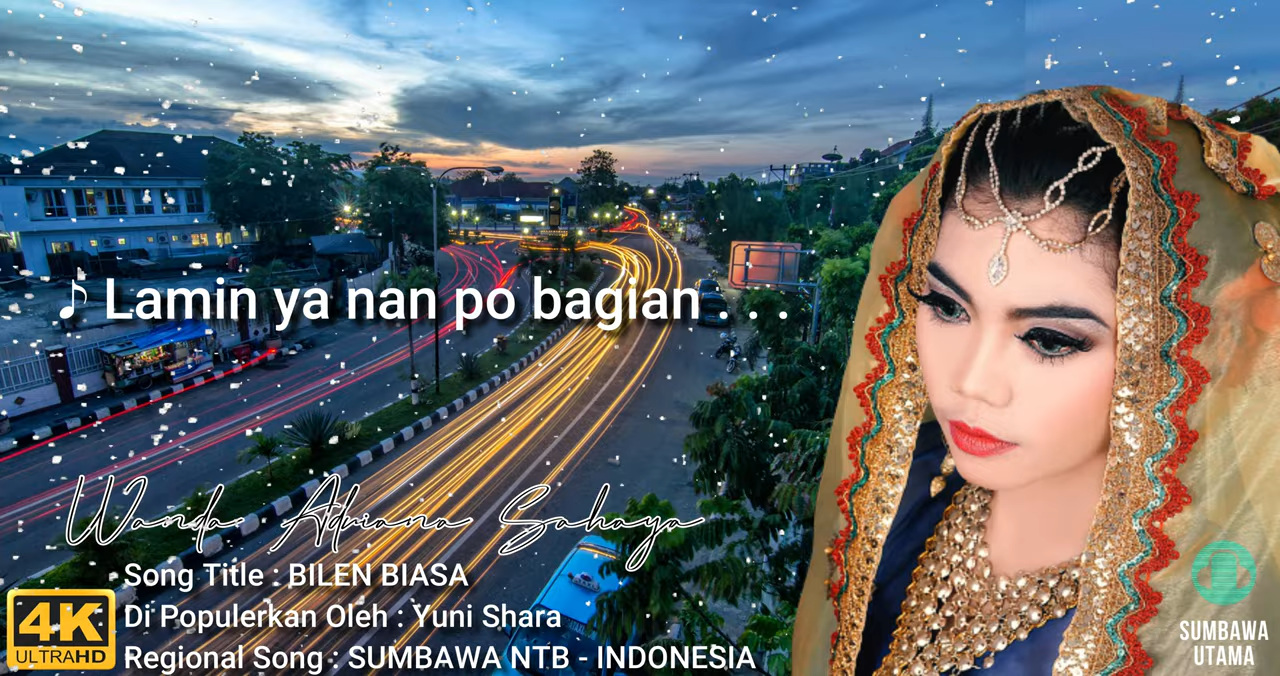 ♪ Lamin ya nan po bagian . . .
Wanda Adriana Sahaya
Song Title : BILEN BIASA
Di Populerkan Oleh : Yuni Shara
Regional Song : SUMBAWA NTB - INDONESIA
4K
ULTRAHD
SUMBAWA
UTAMA